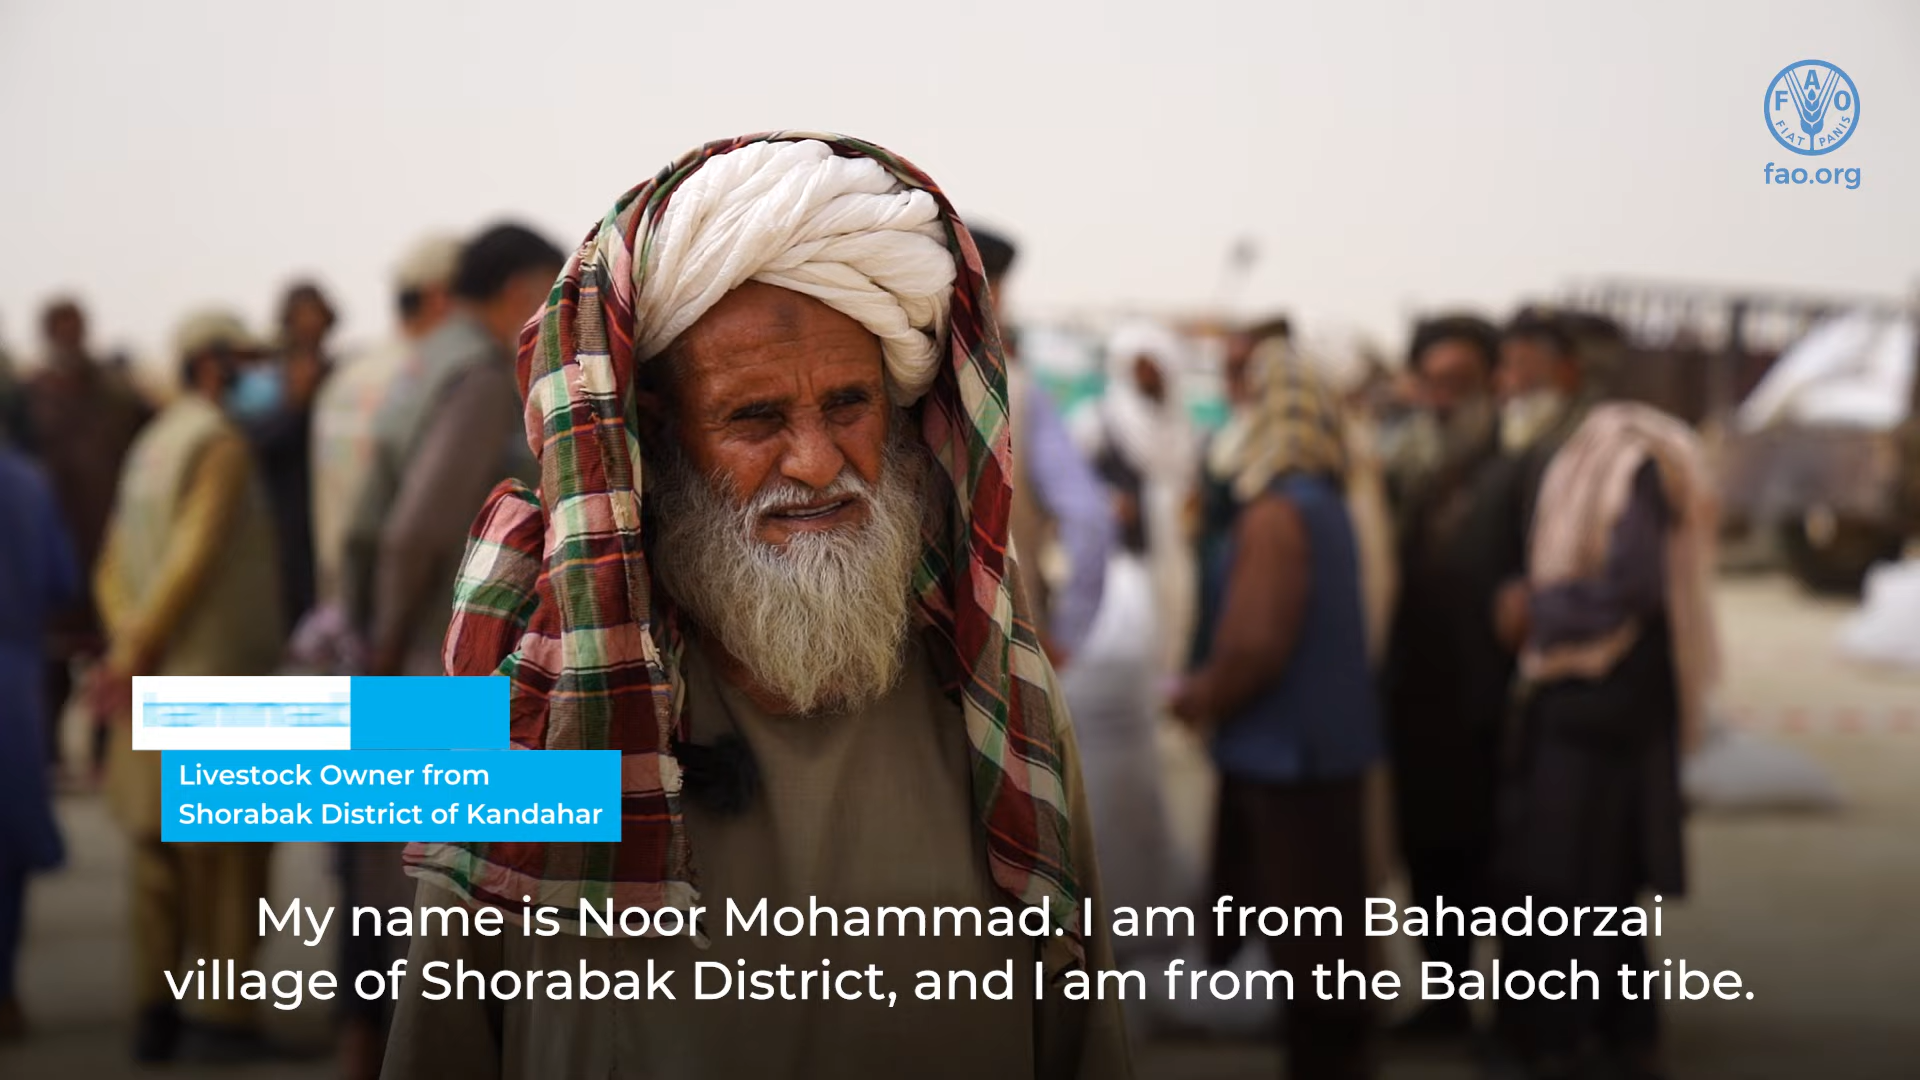 FAO
FIAT PANIS
fao.org
Livestock Owner from
Shorabak District of Kandahar
My name is Noor Mohammad. I am from Bahadorzai
village of Shorabak District, and I am from the Baloch tribe.